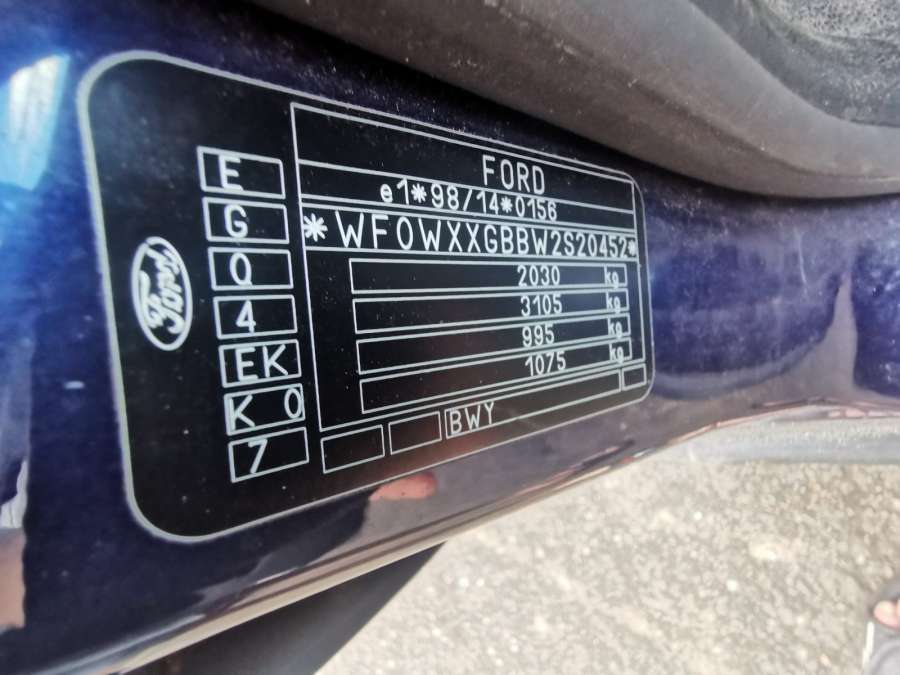 FORD
e1*98/14*0156
*WF0WXXGBBW2S20452*
2030 kg
3105 kg
995 kg
1075 kg
BWY
E
G
Q
4
EK
K 0
7
Ford